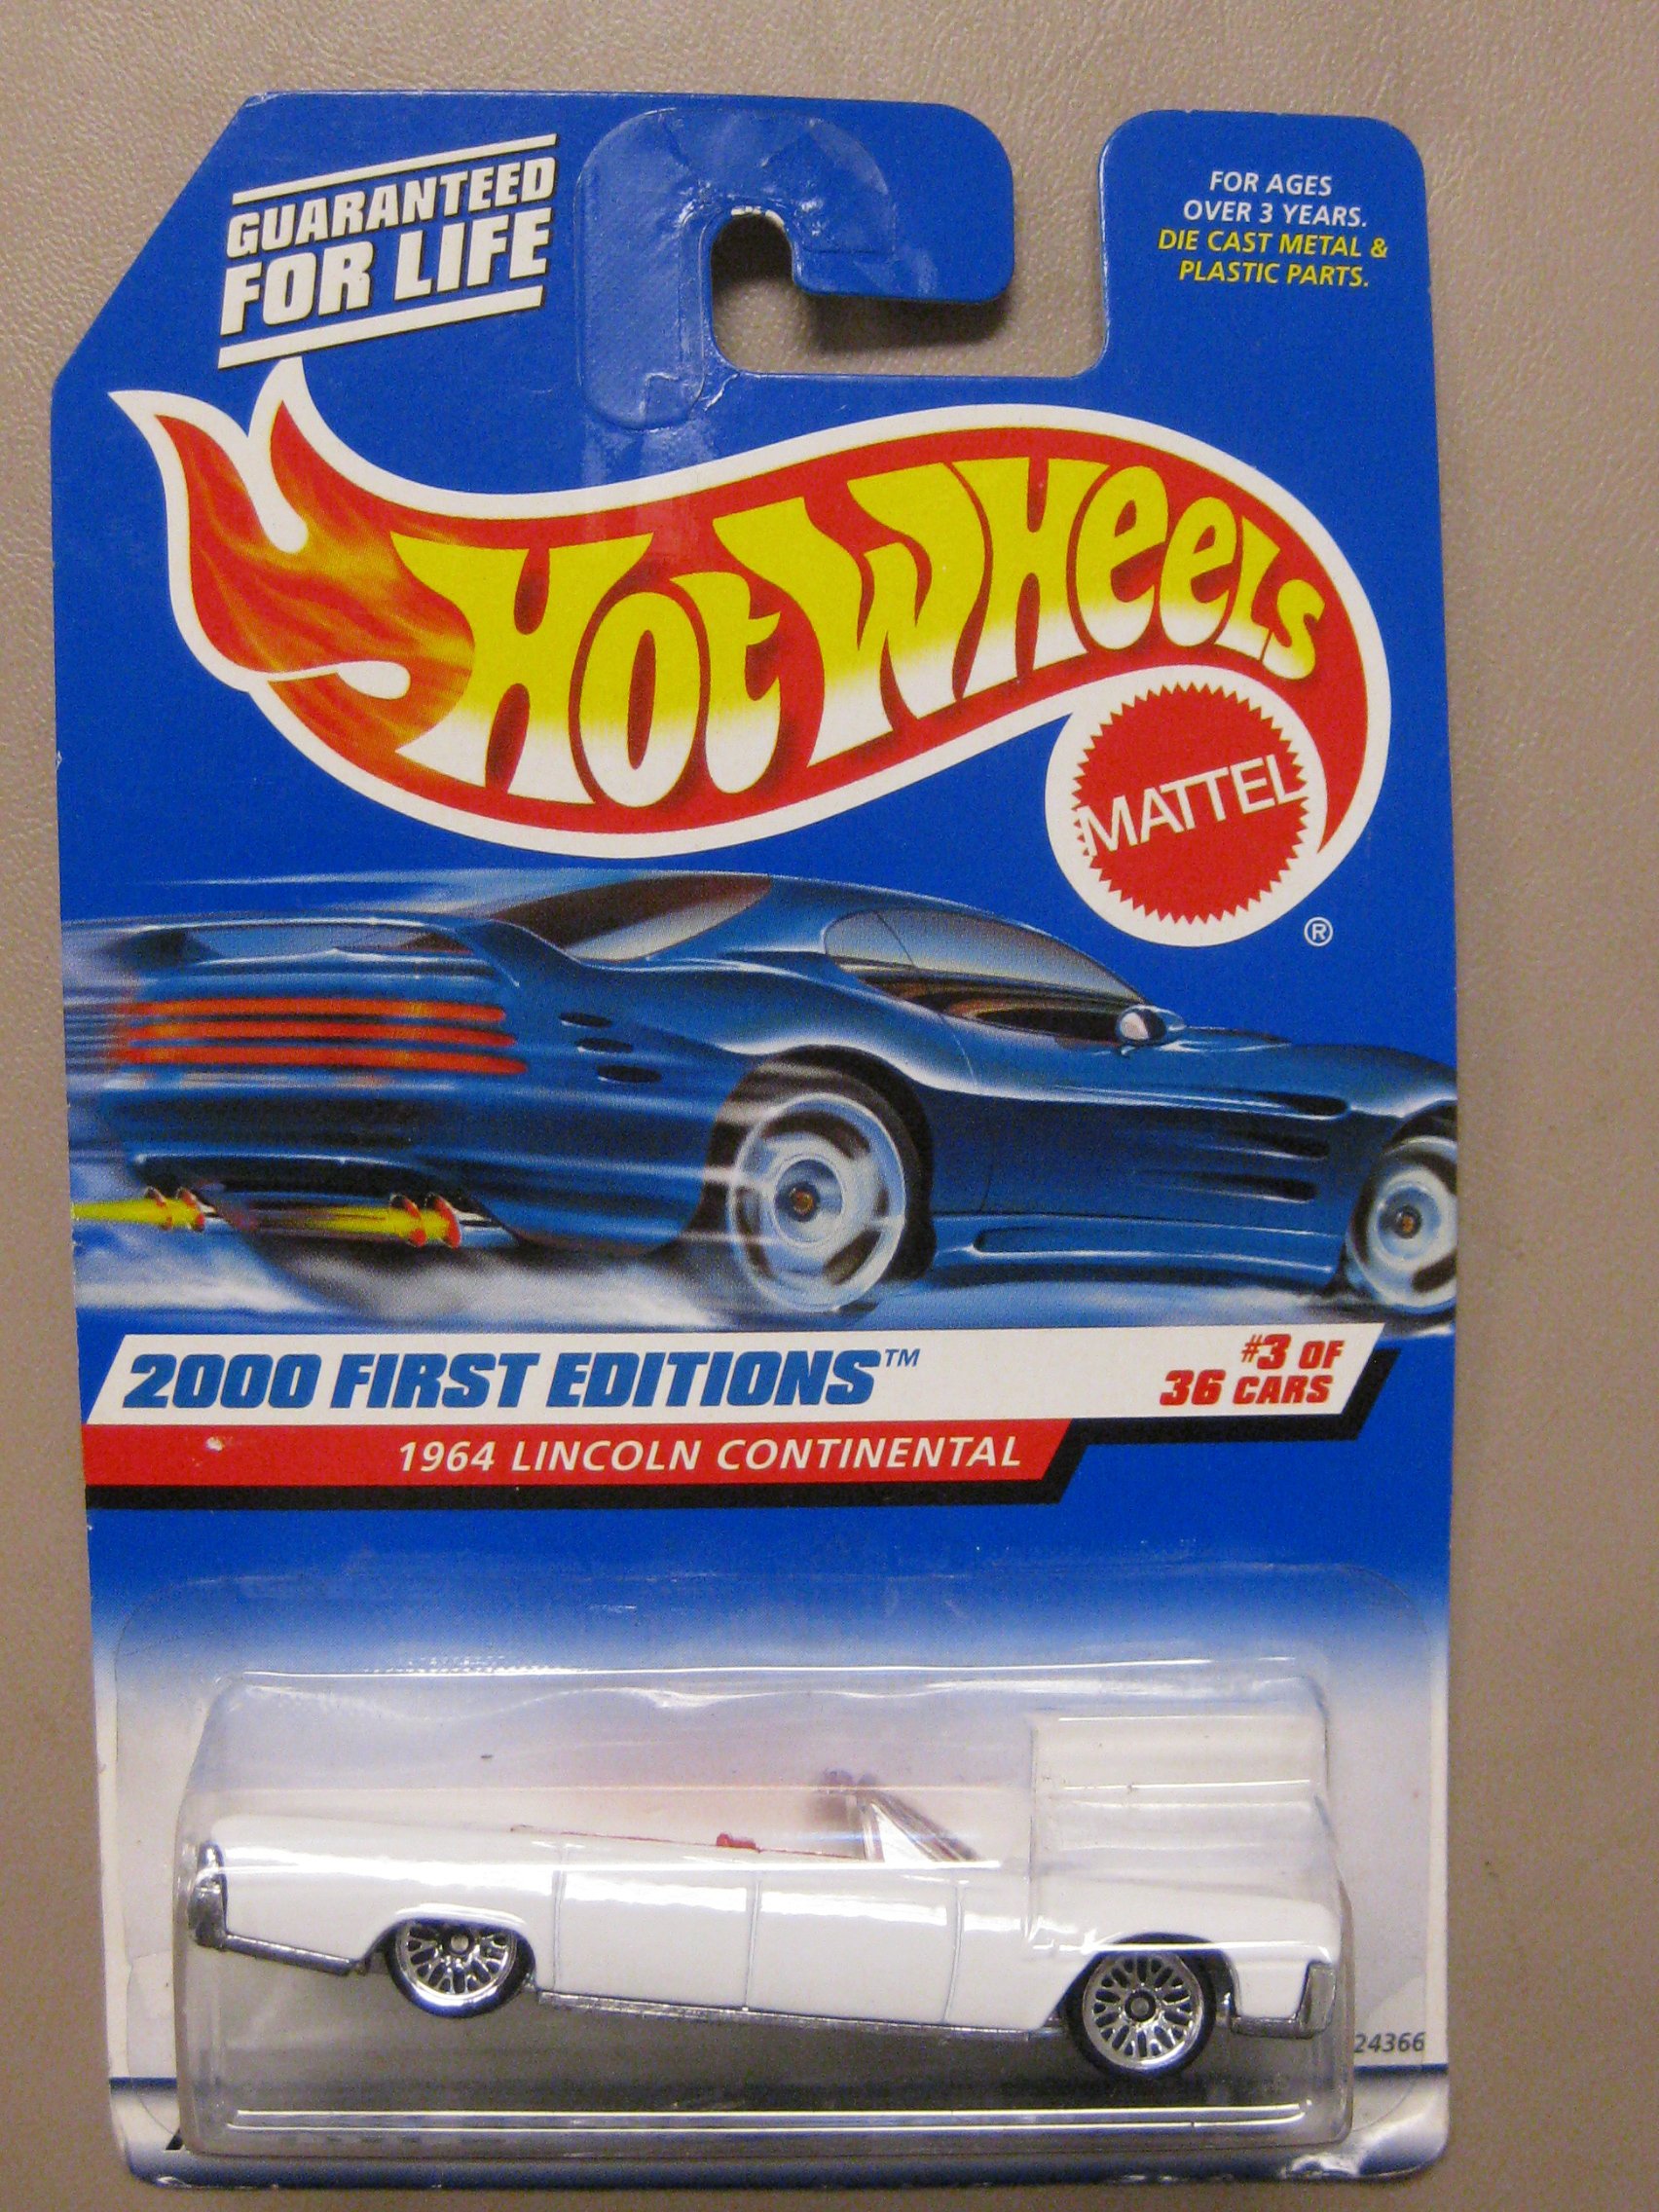 GUARANTEED
FOR LIFE
FOR AGES
OVER 3 YEARS.
DIE CAST METAL &
PLASTIC PARTS.
HOT WHEELS
MATTEL
®
2000 FIRST EDITIONS™
#3 OF
36 CARS
1964 LINCOLN CONTINENTAL
24366